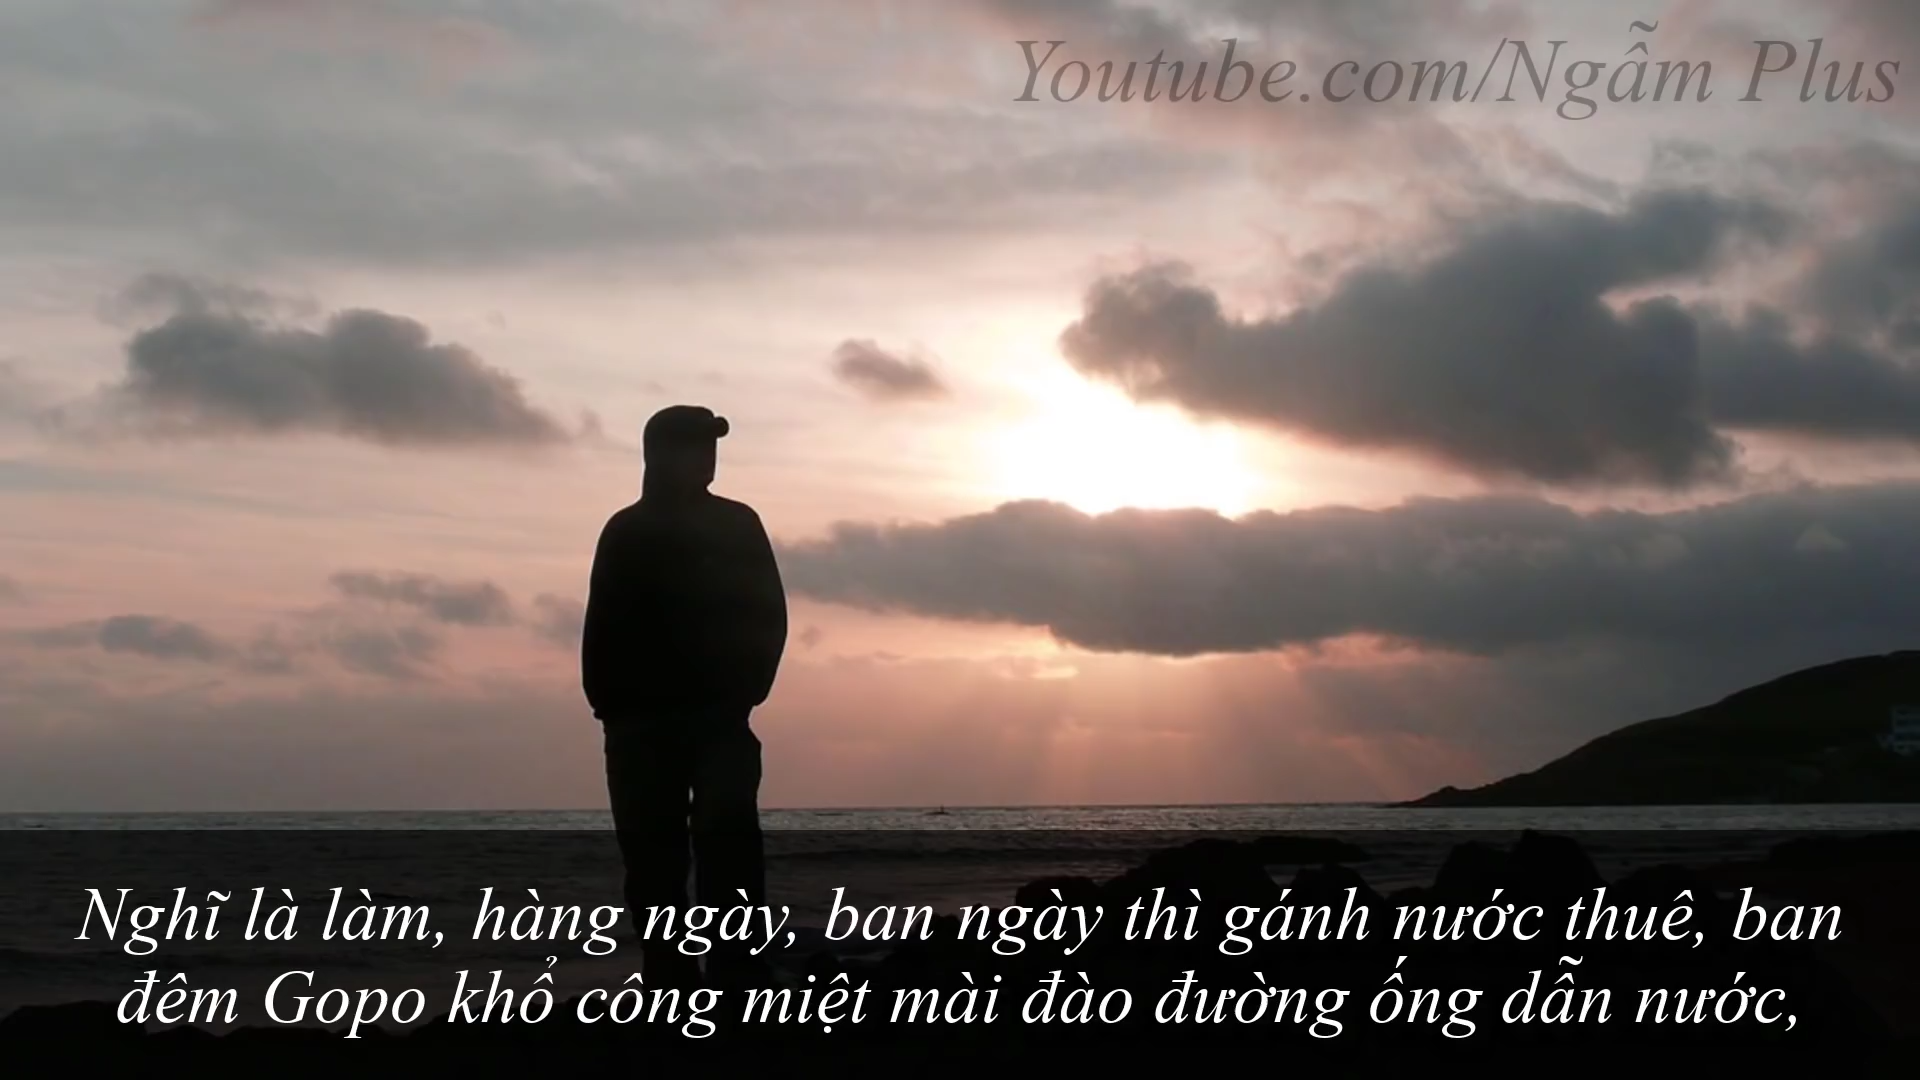 Youtube.com/Ngẫm Plus
Nghĩ là làm, hàng ngày, ban ngày thì gánh nước thuê, ban
đêm Gopo khổ công miệt mài đào đường ống dẫn nước,